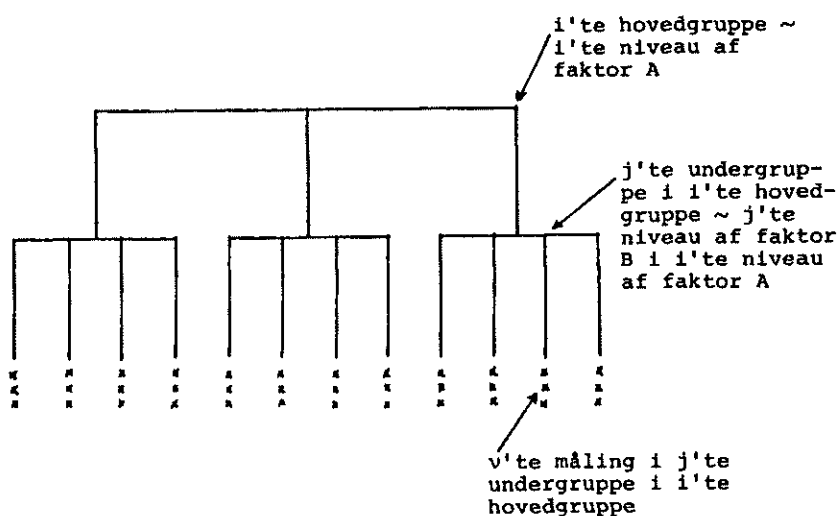 i'te hovedgruppe ~
i'te niveau af
faktor A
j'te undergrup-
pe i i'te hoved-
gruppe ~ j'te
niveau af faktor
B i i'te niveau
af faktor A
ν'te måling i j'te
undergruppe i i'te
hovedgruppe